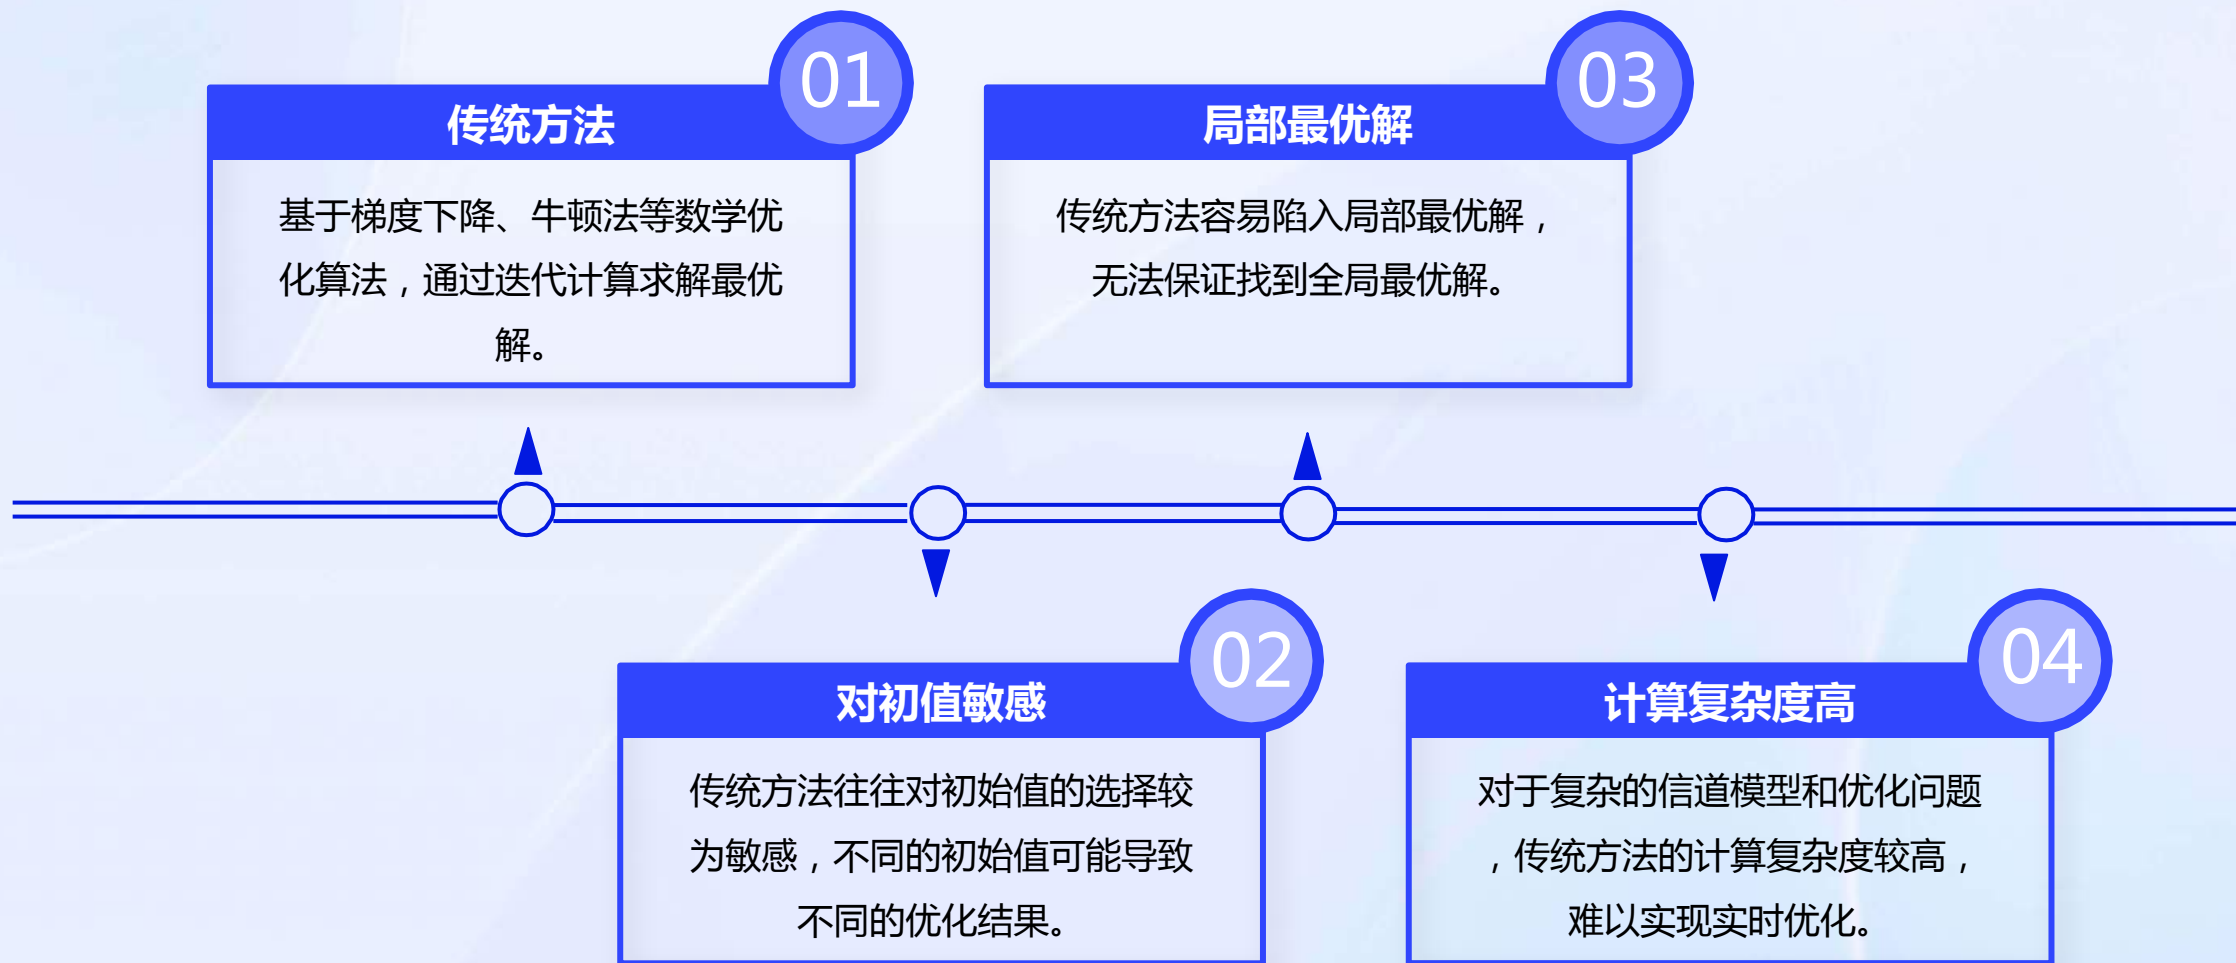 01
传统方法
基于梯度下降、牛顿法等数学优
化算法，通过迭代计算求解最优
解。
02
对初值敏感
传统方法往往对初始值的选择较
为敏感，不同的初始值可能导致
不同的优化结果。
03
局部最优解
传统方法容易陷入局部最优解，
无法保证找到全局最优解。
04
计算复杂度高
对于复杂的信道模型和优化问题
，传统方法的计算复杂度较高，
难以实现实时优化。